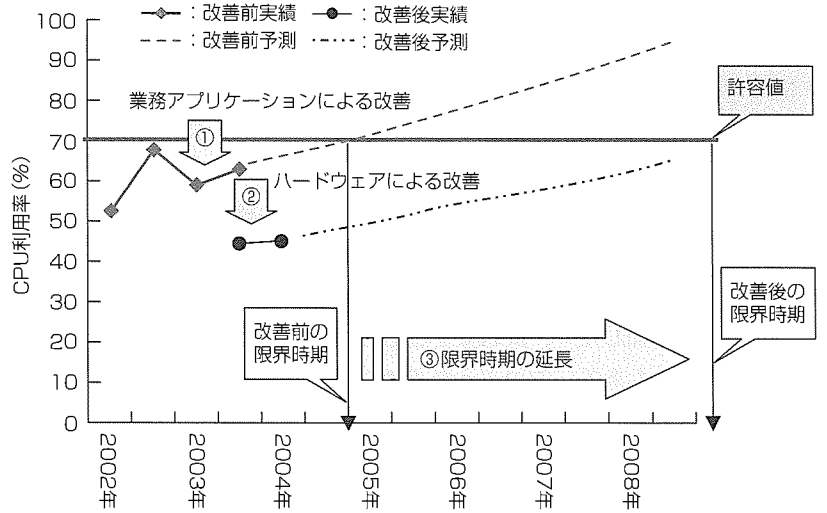 ：改善前実績　：改善後実績
：改善前予測　：改善後予測
CPU利用率(%)
100
90
80
70
60
50
40
30
20
10
0
業務アプリケーションによる改善
①
許容値
ハードウェアによる改善
②
改善前の
限界時期
③限界時期の延長
改善後の
限界時期
2002年
2003年
2004年
2005年
2006年
2007年
2008年